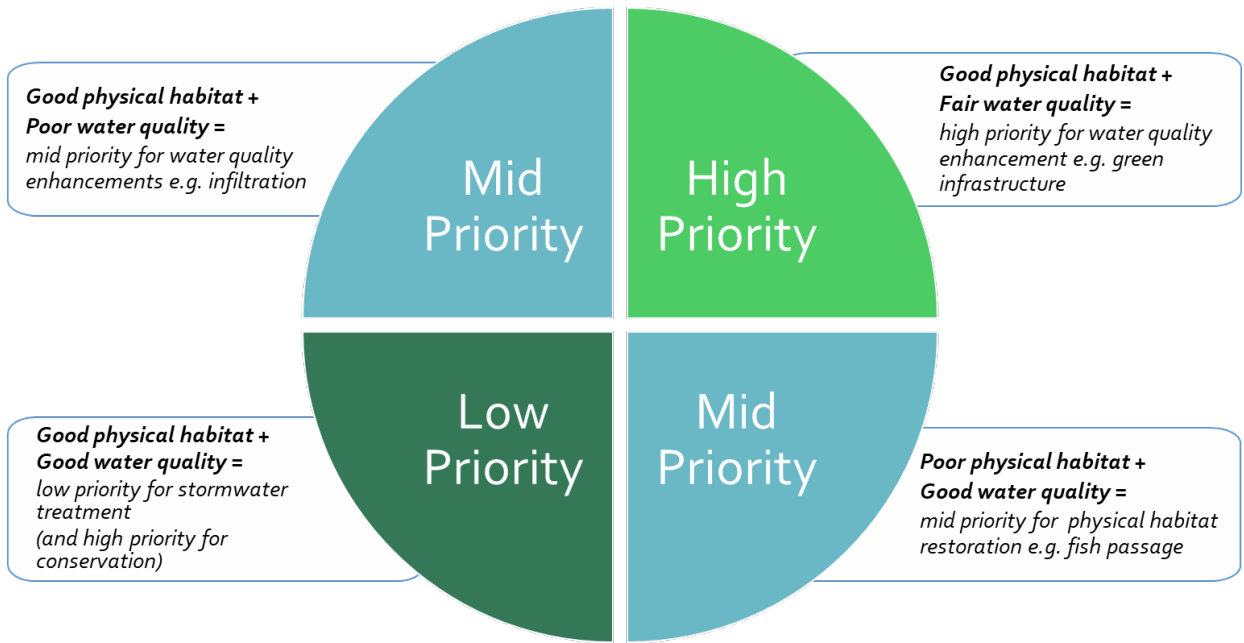 Good physical habitat +
Poor water quality =
mid priority for water quality
enhancements e.g. infiltration
Mid
Priority
High
Priority
Good physical habitat +
Fair water quality =
high priority for water quality
enhancement e.g. green
infrastructure
Good physical habitat +
Good water quality =
low priority for stormwater
treatment
(and high priority for
conservation)
Low
Priority
Mid
Priority
Poor physical habitat +
Good water quality =
mid priority for  physical habitat
restoration e.g. fish passage